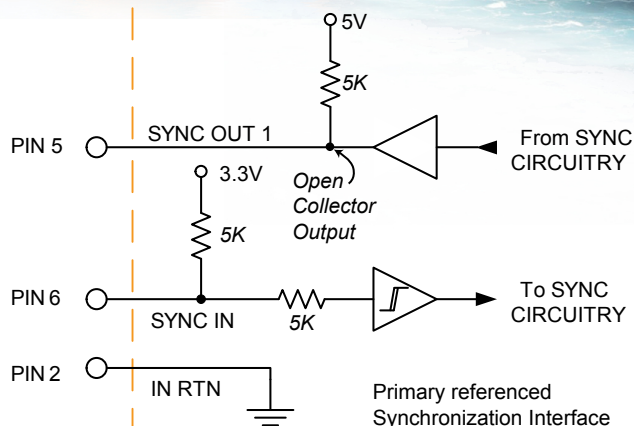 5V
5K
PIN 5
SYNC OUT 1
From SYNC
CIRCUITRY
3.3V
Open
Collector
Output
5K
PIN 6
SYNC IN
5K
To SYNC
CIRCUITRY
PIN 2
IN RTN
Primary referenced
Synchronization Interface